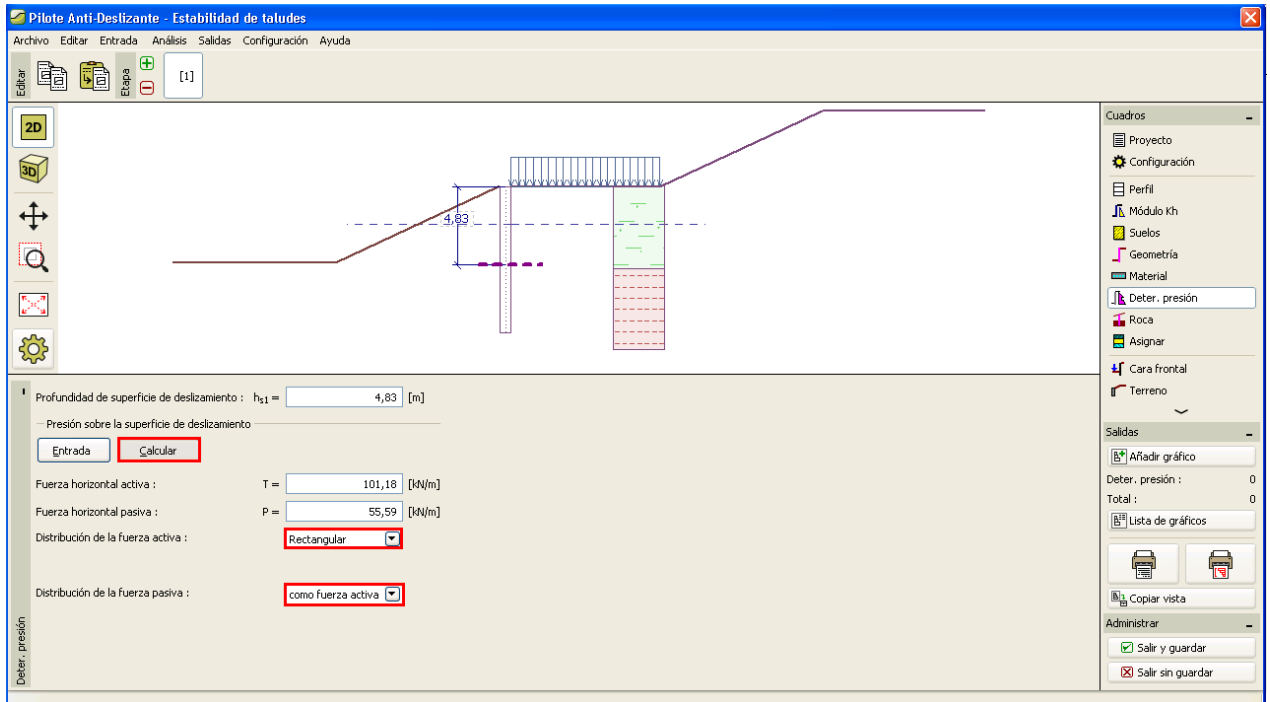 Pilote Anti-Deslizante - Estabilidad de taludes
Archivo Editar Entrada Análisis Salidas Configuración Ayuda
Editar
Etapa
[1]
2D
3D
4,83
Cuadros
Proyecto
Configuración
Perfil
Módulo Kh
Suelos
Geometría
Material
Deter. presión
Roca
Asignar
Cara frontal
Terreno
Deter. presión
Profundidad de superficie de deslizamiento : hs1 = 4,83 [m]
Presión sobre la superficie de deslizamiento
Entrada Calcular
Fuerza horizontal activa : T = 101,18 [kN/m]
Fuerza horizontal pasiva : P = 55,59 [kN/m]
Distribución de la fuerza activa : Rectangular
Distribución de la fuerza pasiva : como fuerza activa
Salidas
Añadir gráfico
Deter. presión : 0
Total : 0
Lista de gráficos
Copiar vista
Administrar
Salir y guardar
Salir sin guardar